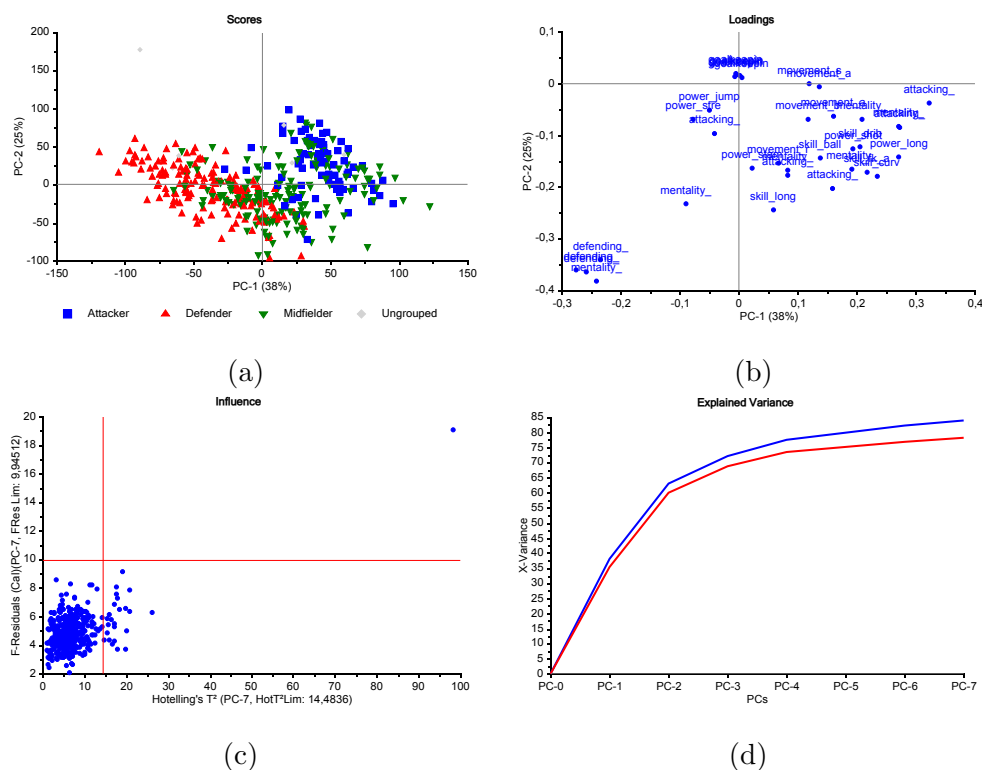 Scores
200
150
100
50
0
-50
-100
PC-2 (25%)
-150
-100
-50
0
50
100
150
PC-1 (38%)
Attacker
Defender
Midfielder
Ungrouped
(a)
Loadings
0,1
0
-0,1
-0,2
-0,3
-0,4
PC-2 (25%)
movement_s
movement_a
attacking_
power_jump
power_stre
attacking_
skill_ball
power_long
mentality_
attacking_
skill_long
defending_
defending_
mentality_
-0,3
-0,2
-0,1
0
0,1
0,2
0,3
0,4
PC-1 (38%)
(b)
Influence
20
18
16
14
12
10
8
6
4
2
F-Residuals (Cal)(PC-7, FRes Lim: 9,94512)
0
10
20
30
40
50
60
70
80
90
100
Hotelling's T² (PC-7, HotT²Lim: 14,4836)
(c)
Explained Variance
85
80
75
70
65
60
55
50
45
40
35
30
25
20
15
10
5
0
X-Variance
PC-0
PC-1
PC-2
PC-3
PC-4
PC-5
PC-6
PC-7
PCs
(d)